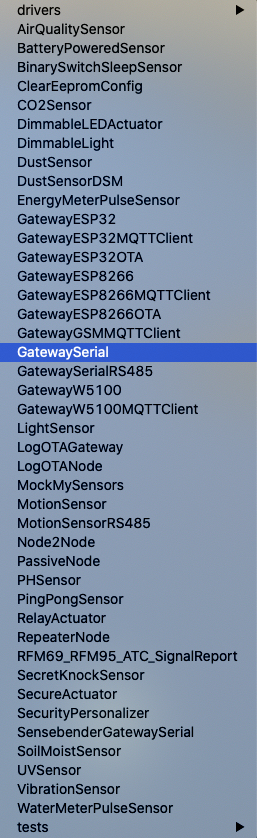 drivers
AirQualitySensor
BatteryPoweredSensor
BinarySwitchSleepSensor
ClearEepromConfig
CO2Sensor
DimmableLEDActuator
DimmableLight
DustSensor
DustSensorDSM
EnergyMeterPulseSensor
GatewayESP32
GatewayESP32MQTTClient
GatewayESP32OTA
GatewayESP8266
GatewayESP8266MQTTClient
GatewayESP8266OTA
GatewayGSMMQTTClient
GatewaySerial
GatewaySerialRS485
GatewayW5100
GatewayW5100MQTTClient
LightSensor
LogOTAGateway
LogOTANode
MockMySensors
MotionSensor
MotionSensorRS485
Node2Node
PassiveNode
PHSensor
PingPongSensor
RelayActuator
RepeaterNode
RFM69_RFM95_ATC_SignalReport
SecretKnockSensor
SecureActuator
SecurityPersonalizer
SensebenderGatewaySerial
SoilMoistSensor
UVSensor
VibrationSensor
WaterMeterPulseSensor
tests